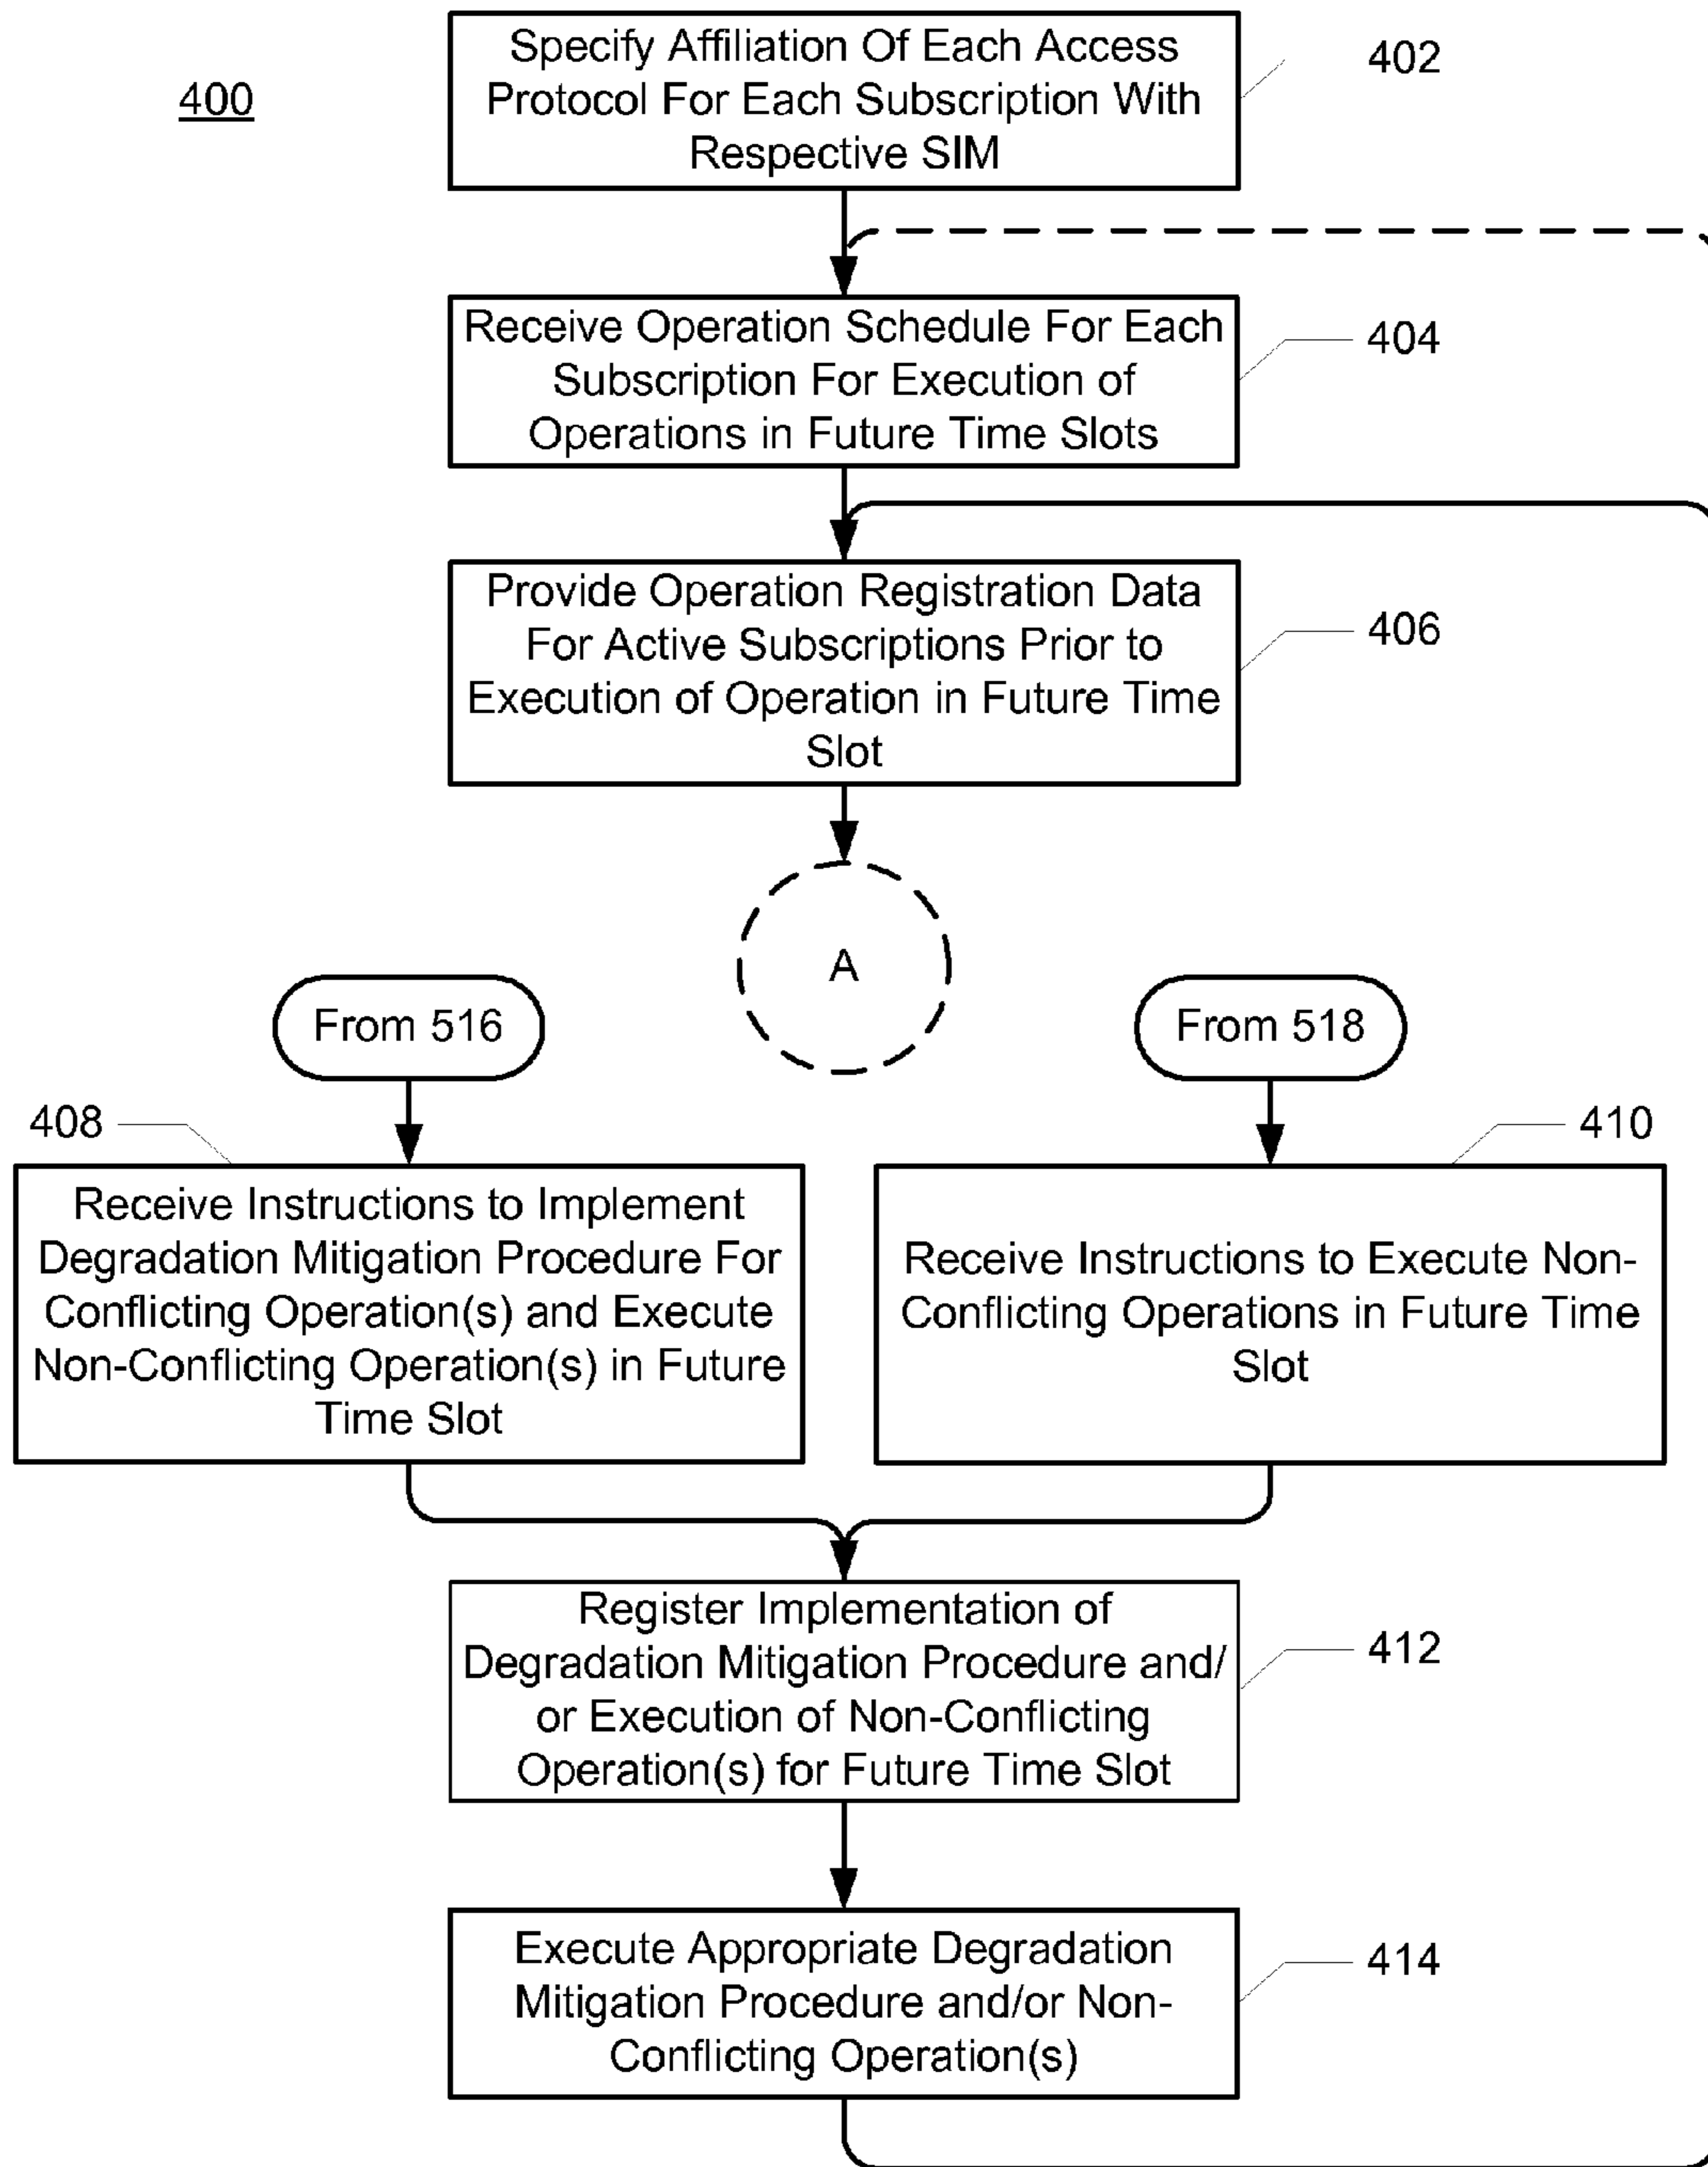 400
Specify Affiliation Of Each Access
Protocol For Each Subscription With
Respective SIM
402
Receive Operation Schedule For Each
Subscription For Execution of
Operations in Future Time Slots
404
Provide Operation Registration Data
For Active Subscriptions Prior to
Execution of Operation in Future Time
Slot
406
A
From 516
From 518
408
Receive Instructions to Implement
Degradation Mitigation Procedure For
Conflicting Operation(s) and Execute
Non-Conflicting Operation(s) in Future
Time Slot
410
Receive Instructions to Execute Non-
Conflicting Operations in Future Time
Slot
Register Implementation of
Degradation Mitigation Procedure and/
or Execution of Non-Conflicting
Operation(s) for Future Time Slot
412
Execute Appropriate Degradation
Mitigation Procedure and/or Non-
Conflicting Operation(s)
414